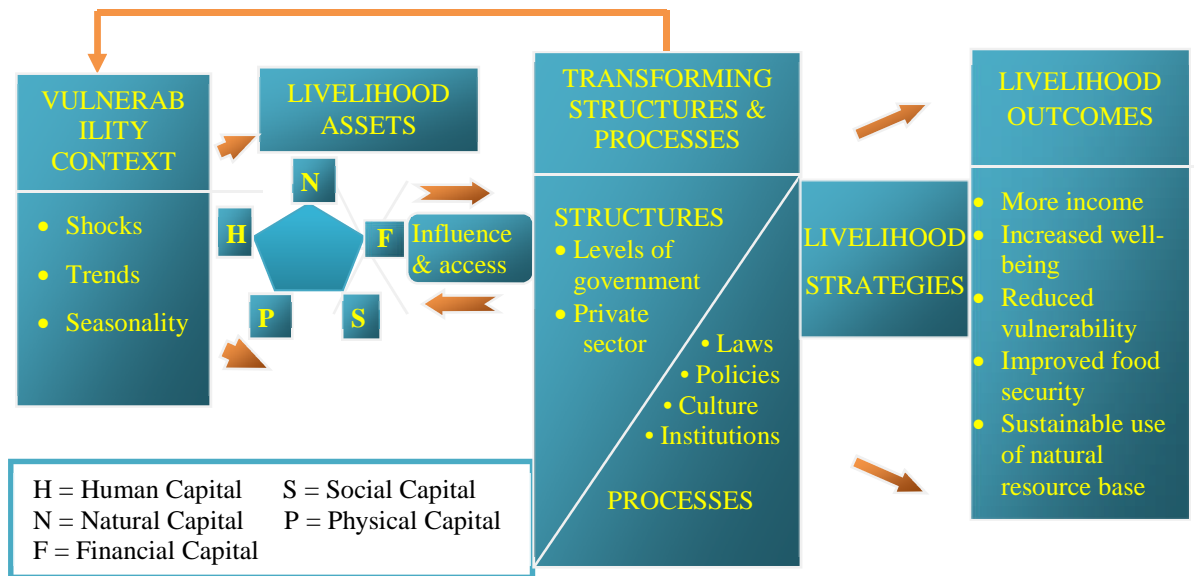 VULNERAB
ILITY
CONTEXT
• Shocks
• Trends
• Seasonality
LIVELIHOOD
ASSETS
N
H
F
P
S
Influence
& access
TRANSFORMING
STRUCTURES &
PROCESSES
STRUCTURES
• Levels of
government
• Private
sector
• Laws
• Policies
• Culture
• Institutions
PROCESSES
LIVELIHOOD
STRATEGIES
LIVELIHOOD
OUTCOMES
• More income
• Increased well-
being
• Reduced
vulnerability
• Improved food
security
• Sustainable use
of natural
resource base
H = Human Capital S = Social Capital
N = Natural Capital P = Physical Capital
F = Financial Capital